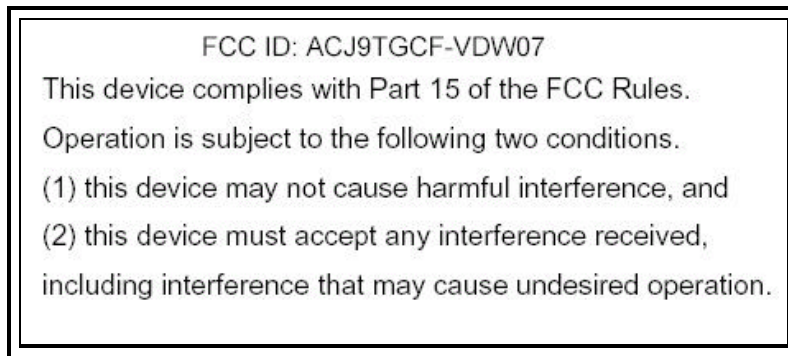 FCC ID: ACJ9TGCF-VDW07
This device complies with Part 15 of the FCC Rules.
Operation is subject to the following two conditions.
(1) this device may not cause harmful interference, and
(2) this device must accept any interference received,
including interference that may cause undesired operation.